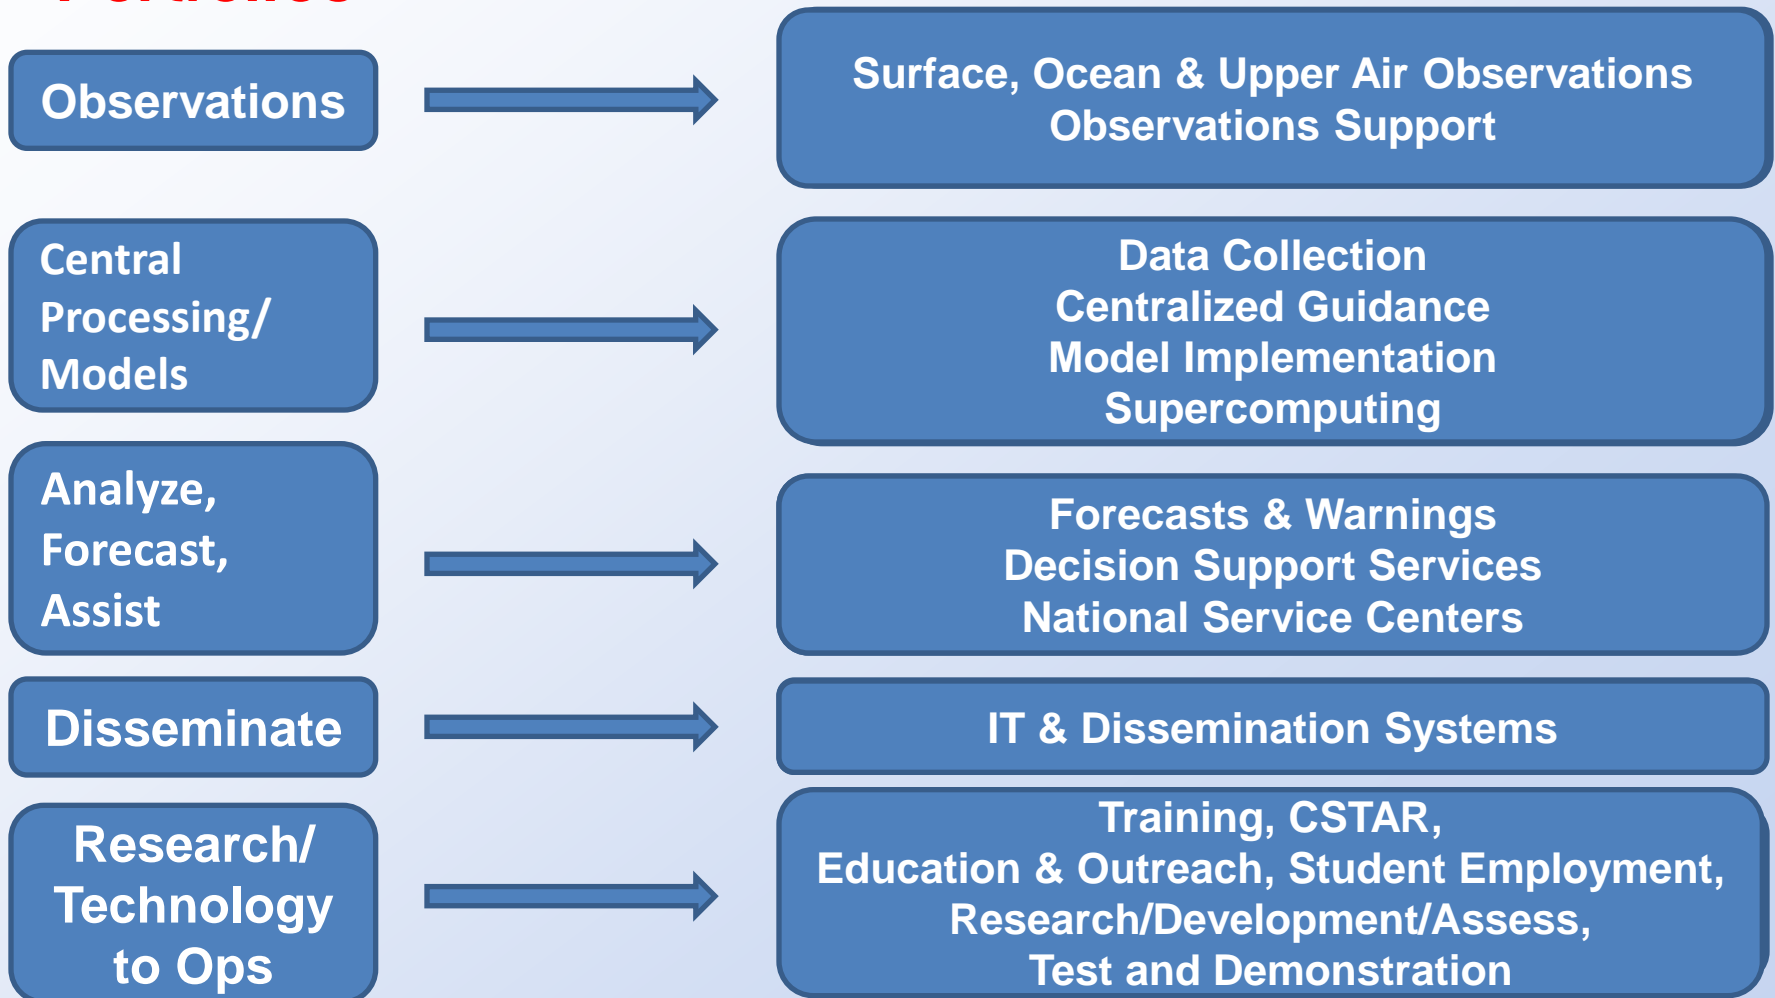 Portfolios
Observations
Surface, Ocean & Upper Air Observations
Observations Support
Central
Processing/
Models
Data Collection
Centralized Guidance
Model Implementation
Supercomputing
Analyze,
Forecast,
Assist
Forecasts & Warnings
Decision Support Services
National Service Centers
Disseminate
IT & Dissemination Systems
Research/
Technology
to Ops
Training, CSTAR,
Education & Outreach, Student Employment,
Research/Development/Assess,
Test and Demonstration